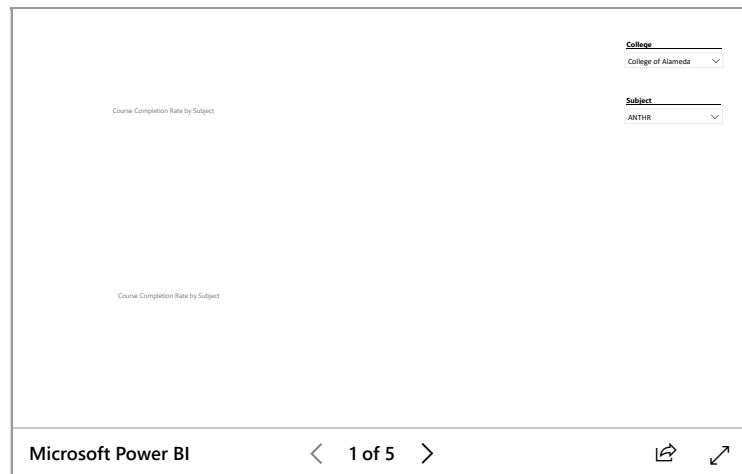 College
College of Alameda
Course Completion Rate by Subject
Subject
ANTHR
Course Completion Rate by Subject
Microsoft Power BI
1 of 5